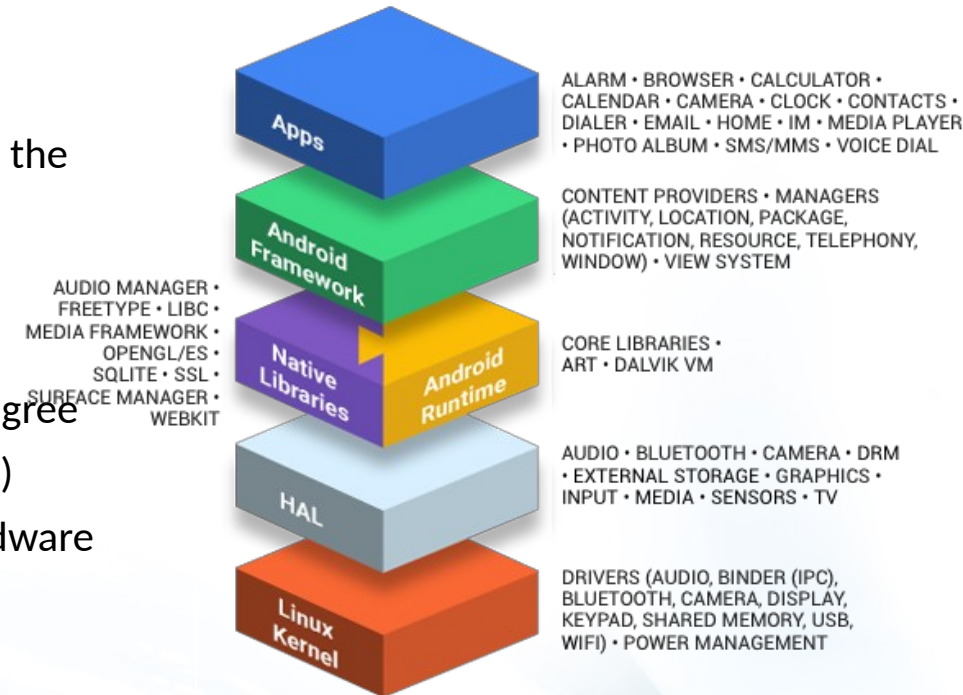 the
gree
)
dware
Apps
ALARM • BROWSER • CALCULATOR •
CALENDAR • CAMERA • CLOCK • CONTACTS •
DIALER • EMAIL • HOME • IM • MEDIA PLAYER
• PHOTO ALBUM • SMS/MMS • VOICE DIAL
Android
Framework
CONTENT PROVIDERS • MANAGERS
(ACTIVITY, LOCATION, PACKAGE,
NOTIFICATION, RESOURCE, TELEPHONY,
WINDOW) • VIEW SYSTEM
AUDIO MANAGER •
FREETYPE • LIBC •
MEDIA FRAMEWORK •
OPENGL/ES •
SQLITE • SSL •
SURFACE MANAGER •
WEBKIT
Native
Libraries
Android
Runtime
CORE LIBRARIES •
ART • DALVIK VM
HAL
AUDIO • BLUETOOTH • CAMERA • DRM
• EXTERNAL STORAGE • GRAPHICS •
INPUT • MEDIA • SENSORS • TV
Linux
Kernel
DRIVERS (AUDIO, BINDER (IPC),
BLUETOOTH, CAMERA, DISPLAY,
KEYPAD, SHARED MEMORY, USB,
WIFI) • POWER MANAGEMENT